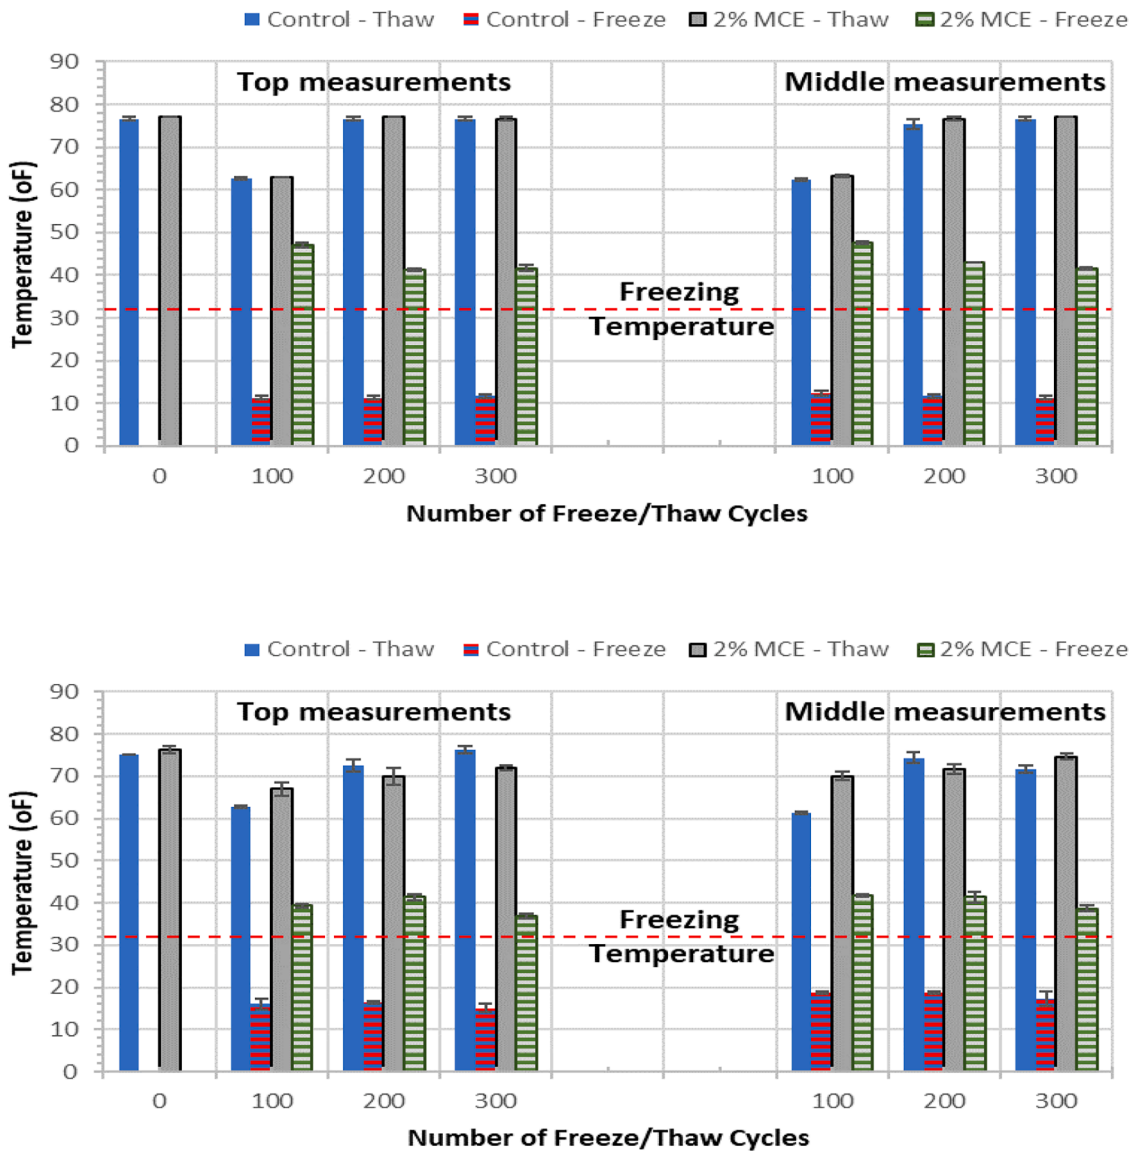 Control - Thaw Control - Freeze 2% MCE - Thaw 2% MCE - Freeze
90
Top measurements Middle measurements
80
70
60
50
40
Freezing
30
Temperature
20
10
0
Temperature (oF)
0 100 200 300 100 200 300
Number of Freeze/Thaw Cycles
Control - Thaw Control - Freeze 2% MCE - Thaw 2% MCE - Freeze
90
Top measurements Middle measurements
80
70
60
50
40
Freezing
30
Temperature
20
10
0
Temperature (oF)
0 100 200 300 100 200 300
Number of Freeze/Thaw Cycles